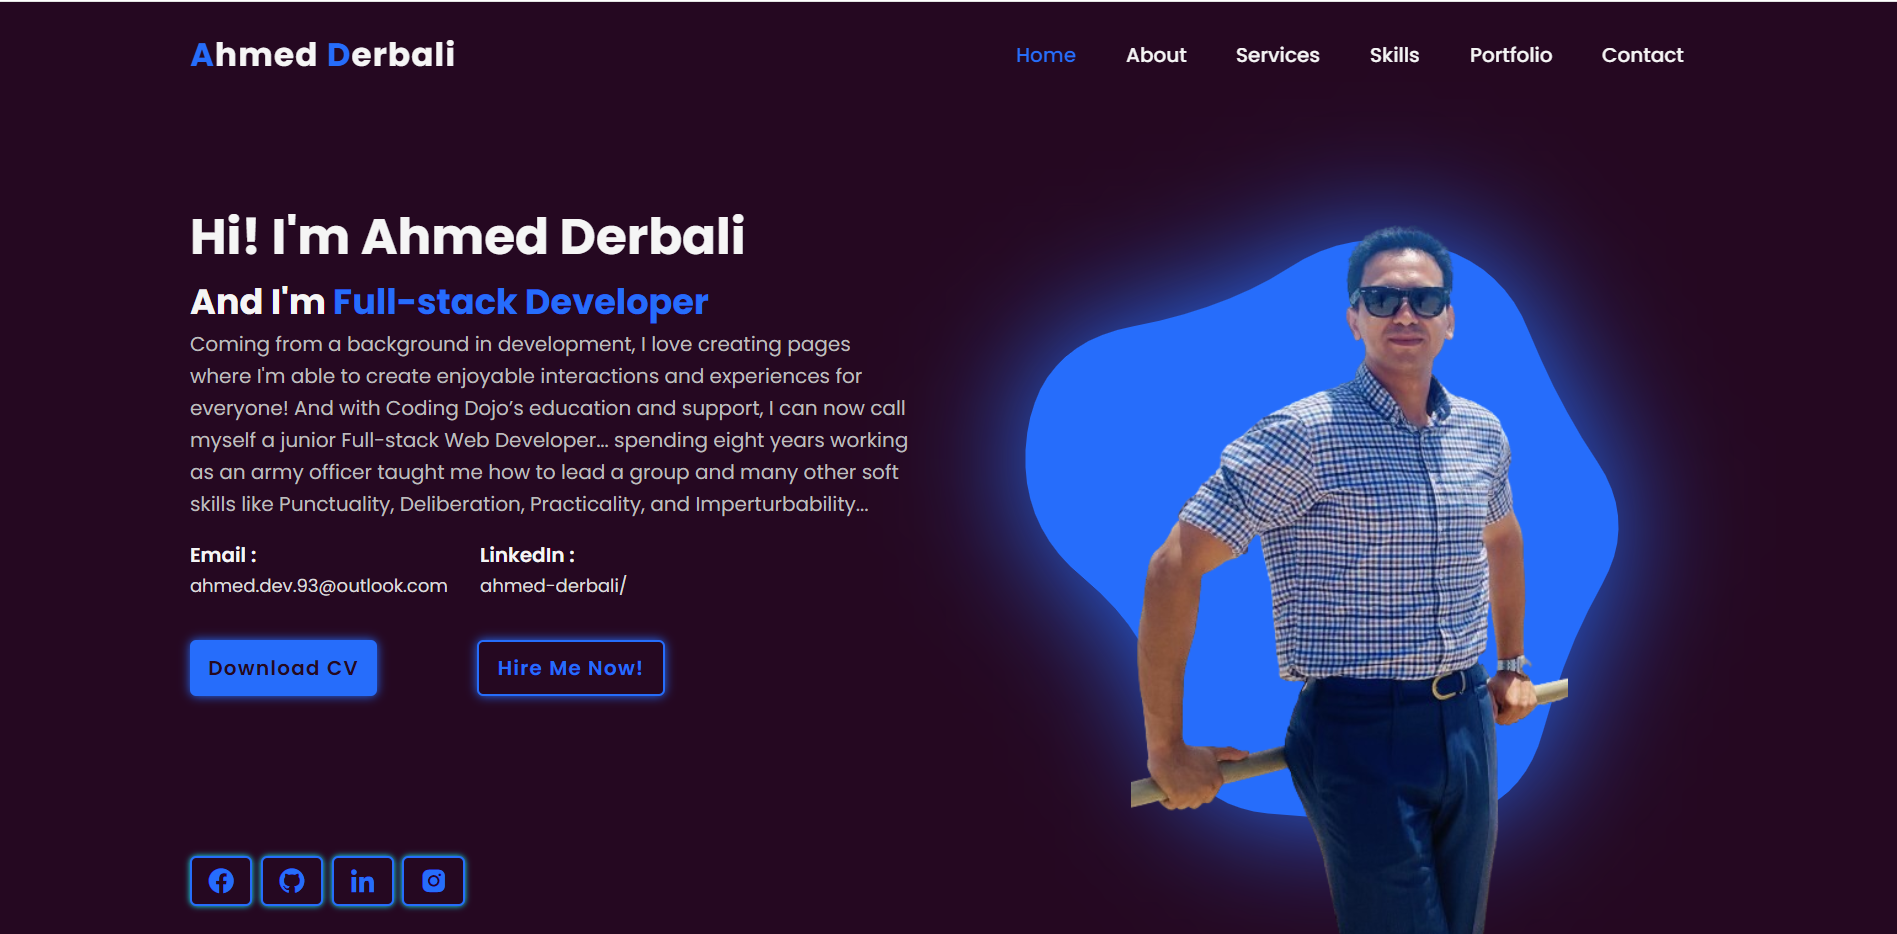 Ahmed Derbali
Home About Services Skills Portfolio Contact
Hi! I'm Ahmed Derbali
And I'm Full-stack Developer
Coming from a background in development, I love creating pages
where I'm able to create enjoyable interactions and experiences for
everyone! And with Coding Dojo’s education and support, I can now call
myself a junior Full-stack Web Developer... spending eight years working
as an army officer taught me how to lead a group and many other soft
skills like Punctuality, Deliberation, Practicality, and Imperturbability...
Email :
ahmed.dev.93@outlook.com
LinkedIn :
ahmed-derbali/
Download CV
Hire Me Now!